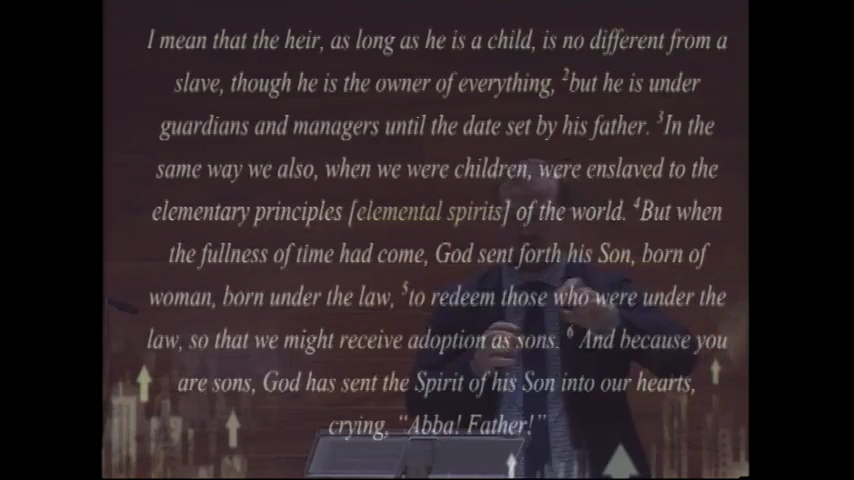 I mean that the heir, as long as he is a child, is no different from a
slave, though he is the owner of everything, ²but he is under
guardians and managers until the date set by his father. ³In the
same way we also, when we were children, were enslaved to the
elementary principles [elemental spirits] of the world. ⁴But when
the fullness of time had come, God sent forth his Son, born of
woman, born under the law, ⁵to redeem those who were under the
law, so that we might receive adoption as sons. ⁶ And because you
are sons, God has sent the Spirit of his Son into our hearts,
crying, “Abba! Father!”